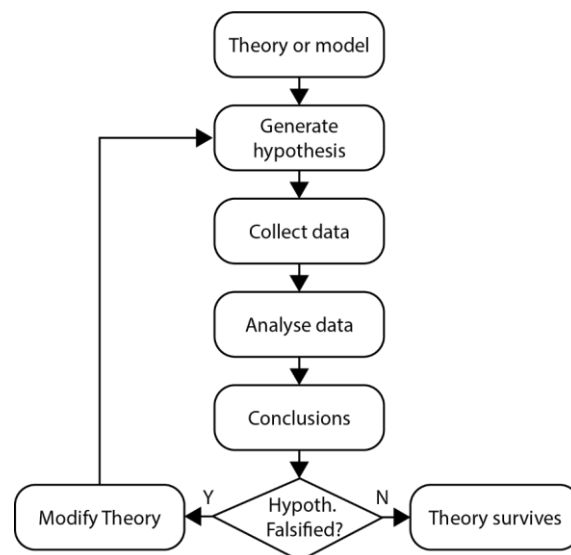 Theory or model
Generate
hypothesis
Collect data
Analyse data
Conclusions
Y
Hypoth.
Falsified?
N
Modify Theory
Theory survives